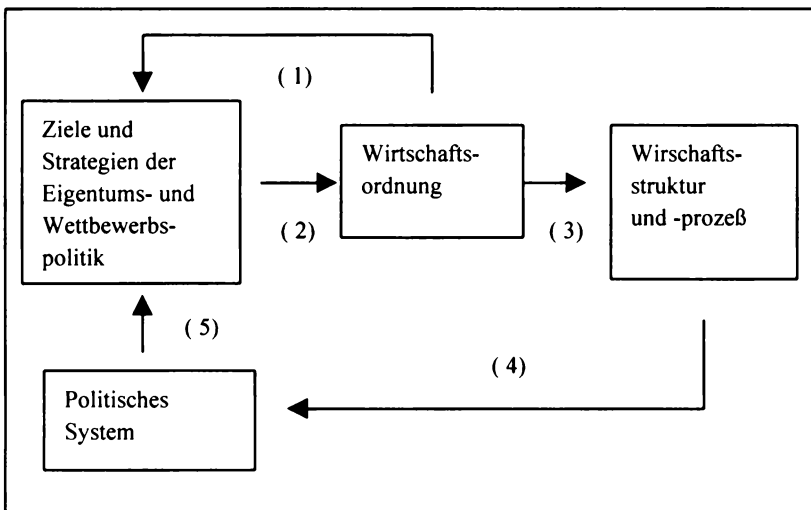 ( 1)
Ziele und
Strategien der
Eigentums- und
Wettbewerbs-
politik
( 2)
Wirtschafts-
ordnung
( 3)
Wirschafts-
struktur
und -prozeß
( 5)
( 4)
Politisches
System